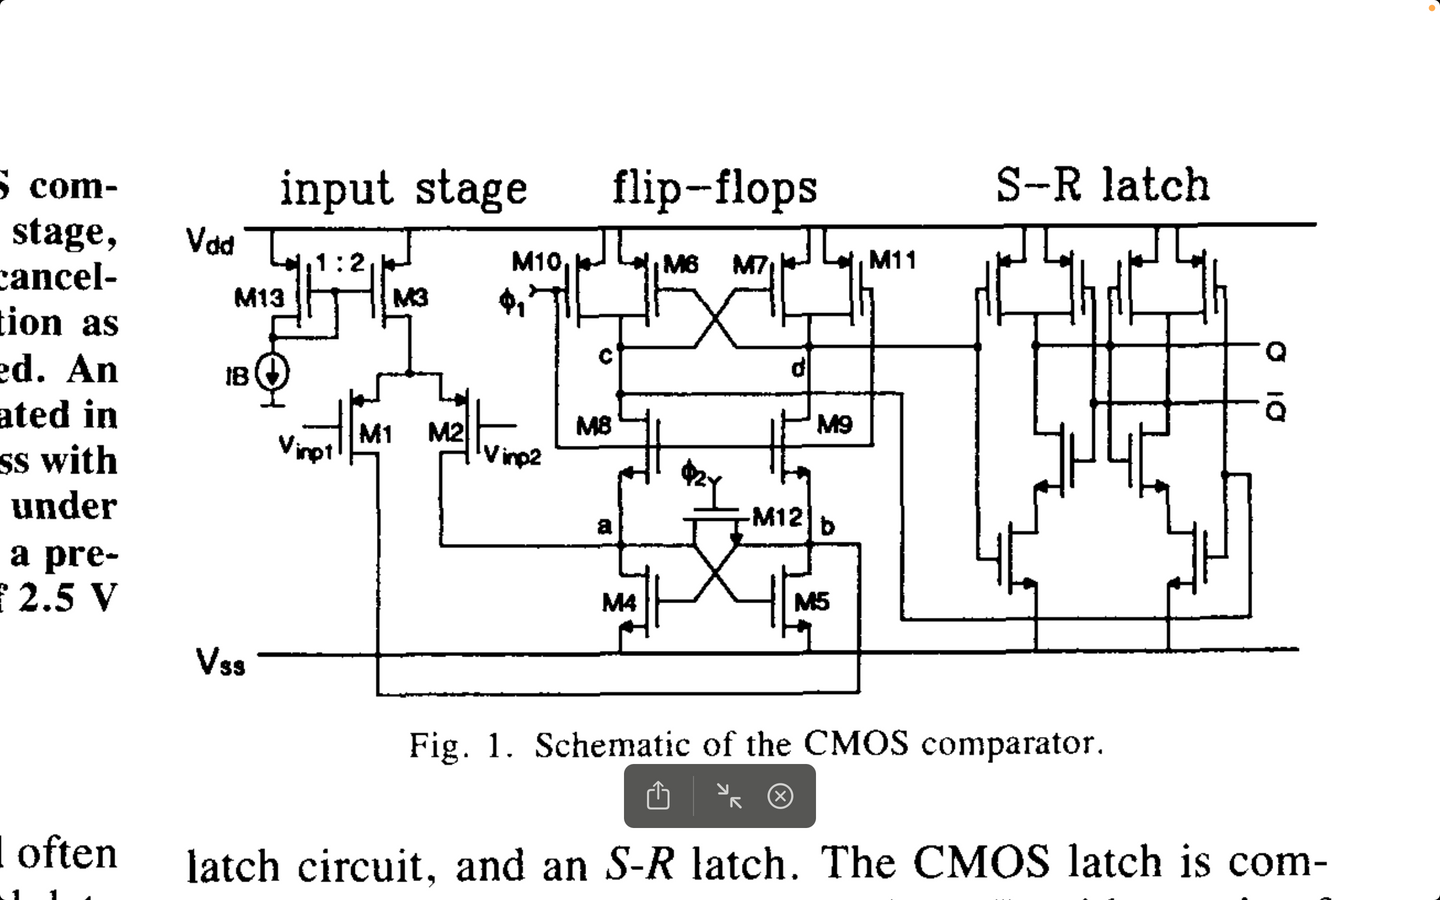 S com-
stage,
cancel-
tion as
ed. An
ated in
ss with
under
a pre-
f 2.5 V
input stage
flip-flops
S-R latch
Vdd
1 : 2
M13
M3
IB
M1
M2
Vinp1
Vinp2
M10
M6
M7
M11
ϕ1
c
d
M8
M9
ϕ2
M12
a
b
M4
M5
Q
Q̄
Vss
Fig. 1. Schematic of the CMOS comparator.
l often
latch circuit, and an S-R latch. The CMOS latch is com-